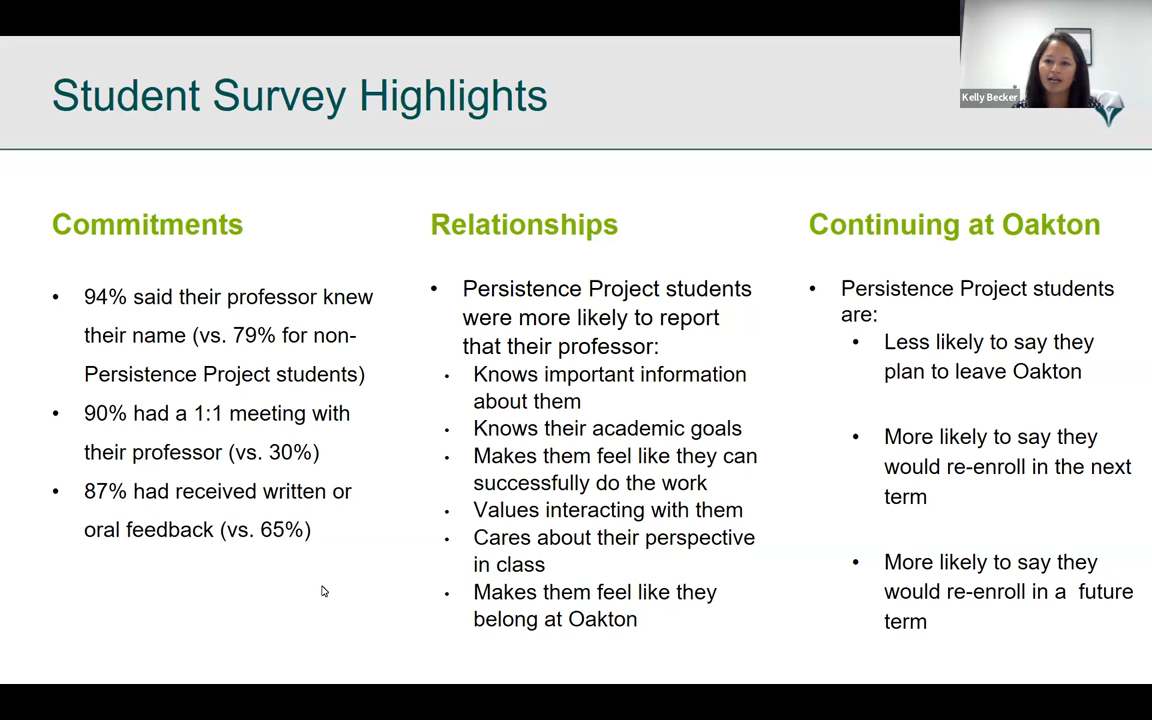 Student Survey Highlights
Kelly Becker
Commitments
• 94% said their professor knew
their name (vs. 79% for non-
Persistence Project students)
• 90% had a 1:1 meeting with
their professor (vs. 30%)
• 87% had received written or
oral feedback (vs. 65%)
Relationships
• Persistence Project students
were more likely to report
that their professor:
• Knows important information
about them
• Knows their academic goals
• Makes them feel like they can
successfully do the work
• Values interacting with them
• Cares about their perspective
in class
• Makes them feel like they
belong at Oakton
Continuing at Oakton
• Persistence Project students
are:
• Less likely to say they
plan to leave Oakton
• More likely to say they
would re-enroll in the next
term
• More likely to say they
would re-enroll in a  future
term